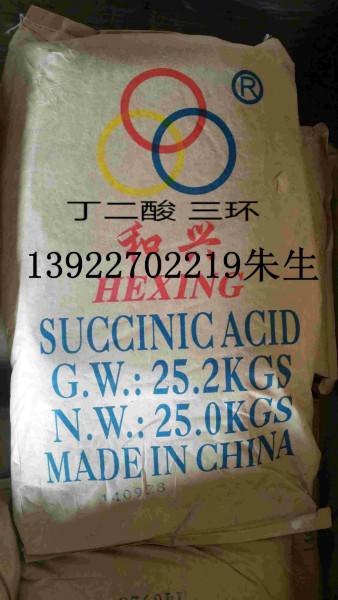 ®
丁二酸 三环
和兴
13922702219朱生
HEXING
SUCCINIC ACID
G.W.: 25.2KGS
N.W.: 25.0KGS
MADE IN CHINA
140928